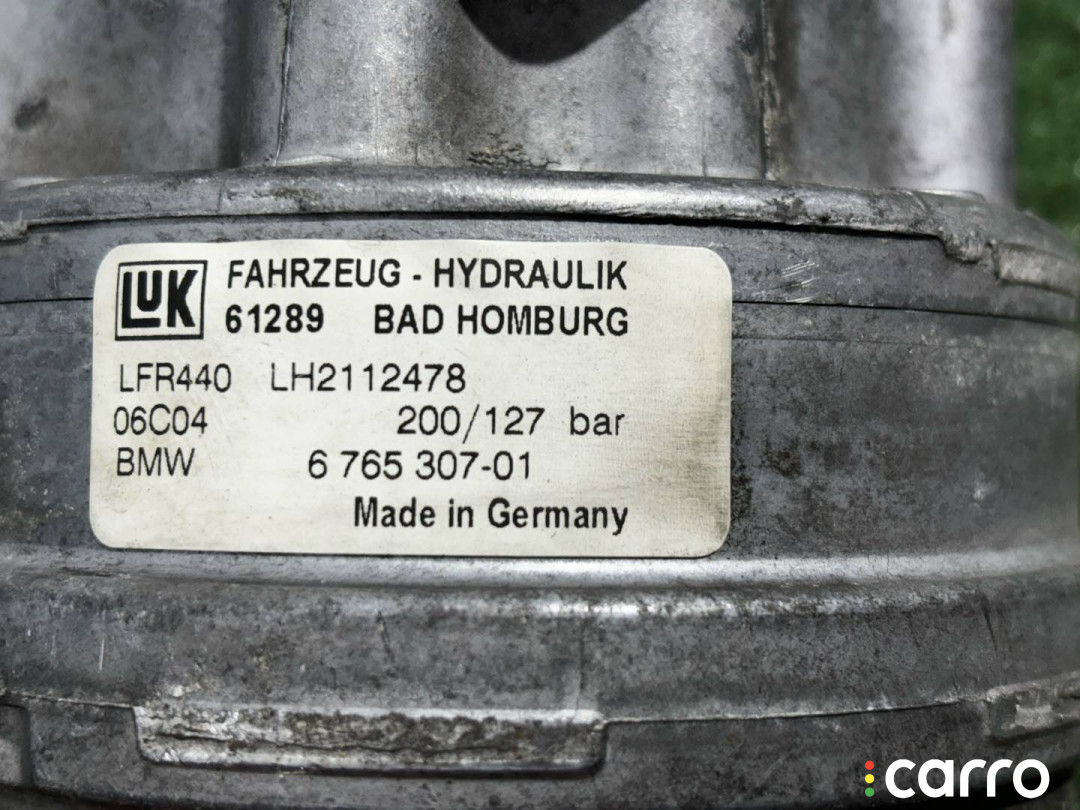 LUK FAHRZEUG - HYDRAULIK
61289 BAD HOMBURG
LFR440 LH2112478
06C04 200/127 bar
BMW 6 765 307-01
Made in Germany
carro